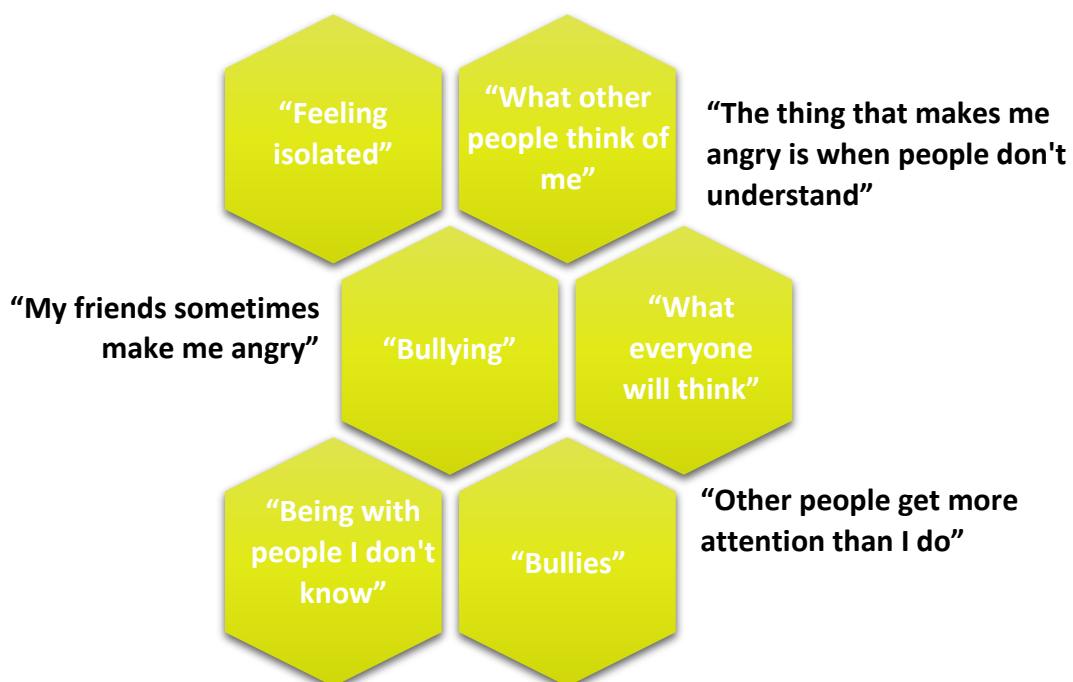 “Feeling
isolated”
“What other
people think of
me”
“The thing that makes me
angry is when people don't
understand”
“My friends sometimes
make me angry”
“Bullying”
“What
everyone
will think”
“Being with
people I don't
know”
“Bullies”
“Other people get more
attention than I do”